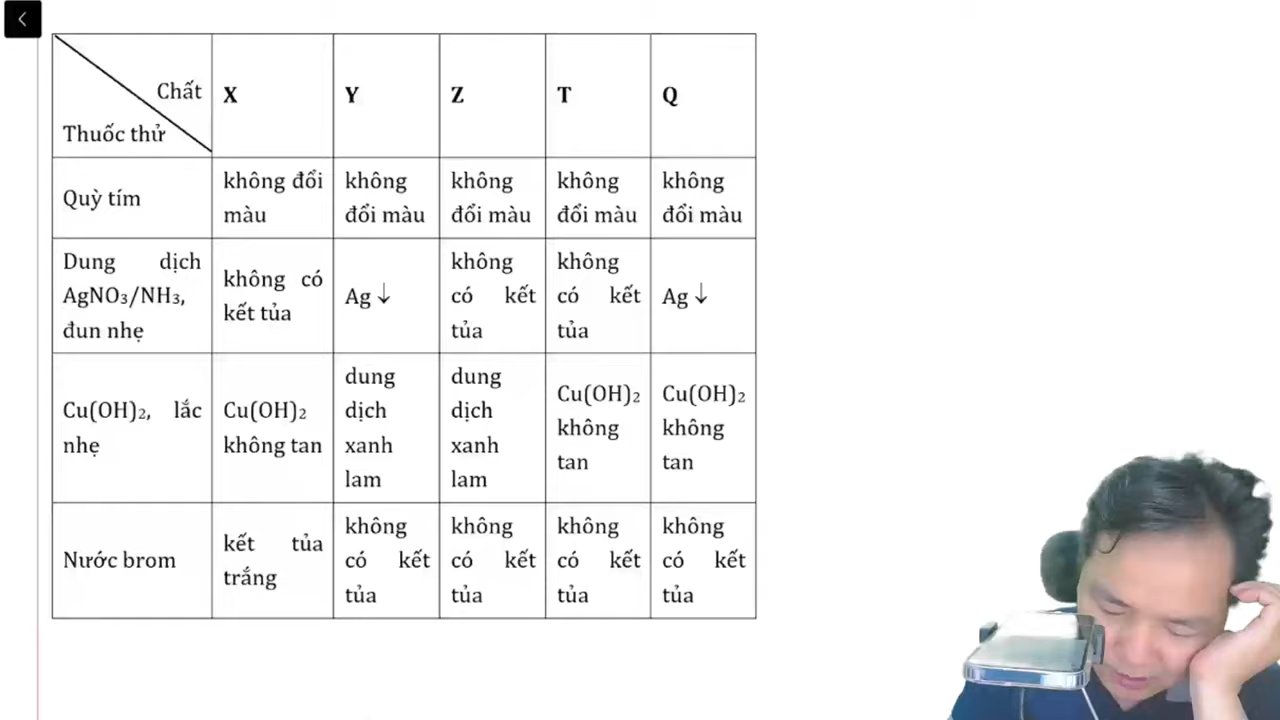 Chất
Thuốc thử
X
Y
Z
T
Q
Quỳ tím
không đổi
màu
không
đổi màu
không
đổi màu
không
đổi màu
không
đổi màu
Dung dịch
AgNO₃/NH₃,
đun nhẹ
không có
kết tủa
Ag ↓
không
có kết
tủa
không
có kết
tủa
Ag ↓
Cu(OH)₂, lắc
nhẹ
Cu(OH)₂
không tan
dung
dịch
xanh
lam
dung
dịch
xanh
lam
Cu(OH)₂
không
tan
Cu(OH)₂
không
tan
Nước brom
kết tủa
trắng
không
có kết
tủa
không
có kết
tủa
không
có kết
tủa
không
có kết
tủa